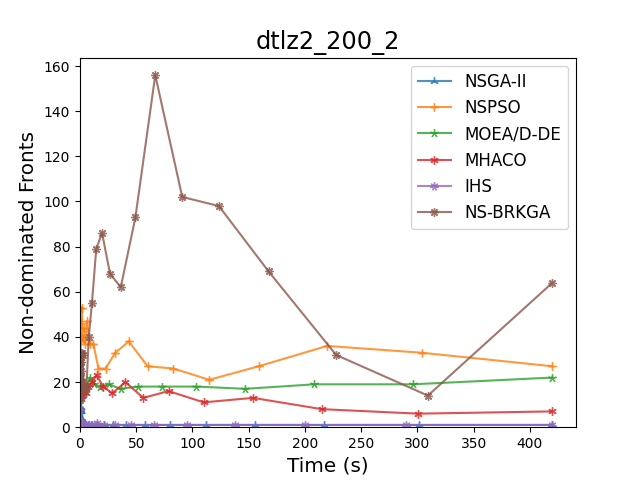 dtlz2_200_2
Non-dominated Fronts
160
140
120
100
80
60
40
20
0
NSGA-II
NSPSO
MOEA/D-DE
MHACO
IHS
NS-BRKGA
0 50 100 150 200 250 300 350 400
Time (s)